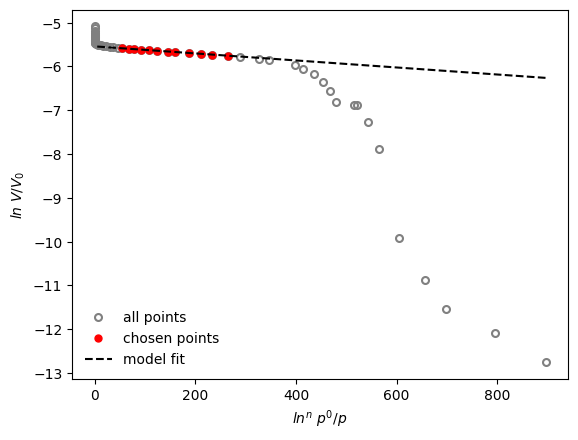 −5
−6
−7
−8
−9
−10
−11
−12
−13
ln V/V₀
all points
chosen points
model fit
0 200 400 600 800
lnⁿ p⁰/p